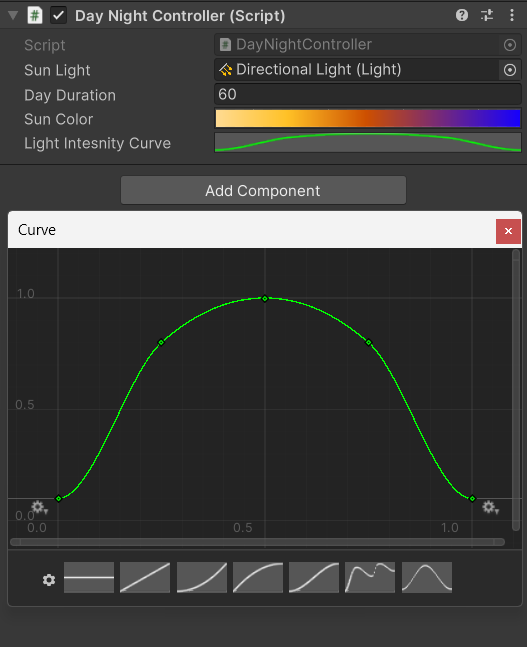 Day Night Controller (Script)
Script
DayNightController
Sun Light
Directional Light (Light)
Day Duration
60
Sun Color
Light Intesnity Curve
Add Component
Curve
1.0
0.5
0.0
0.0
0.5
1.0